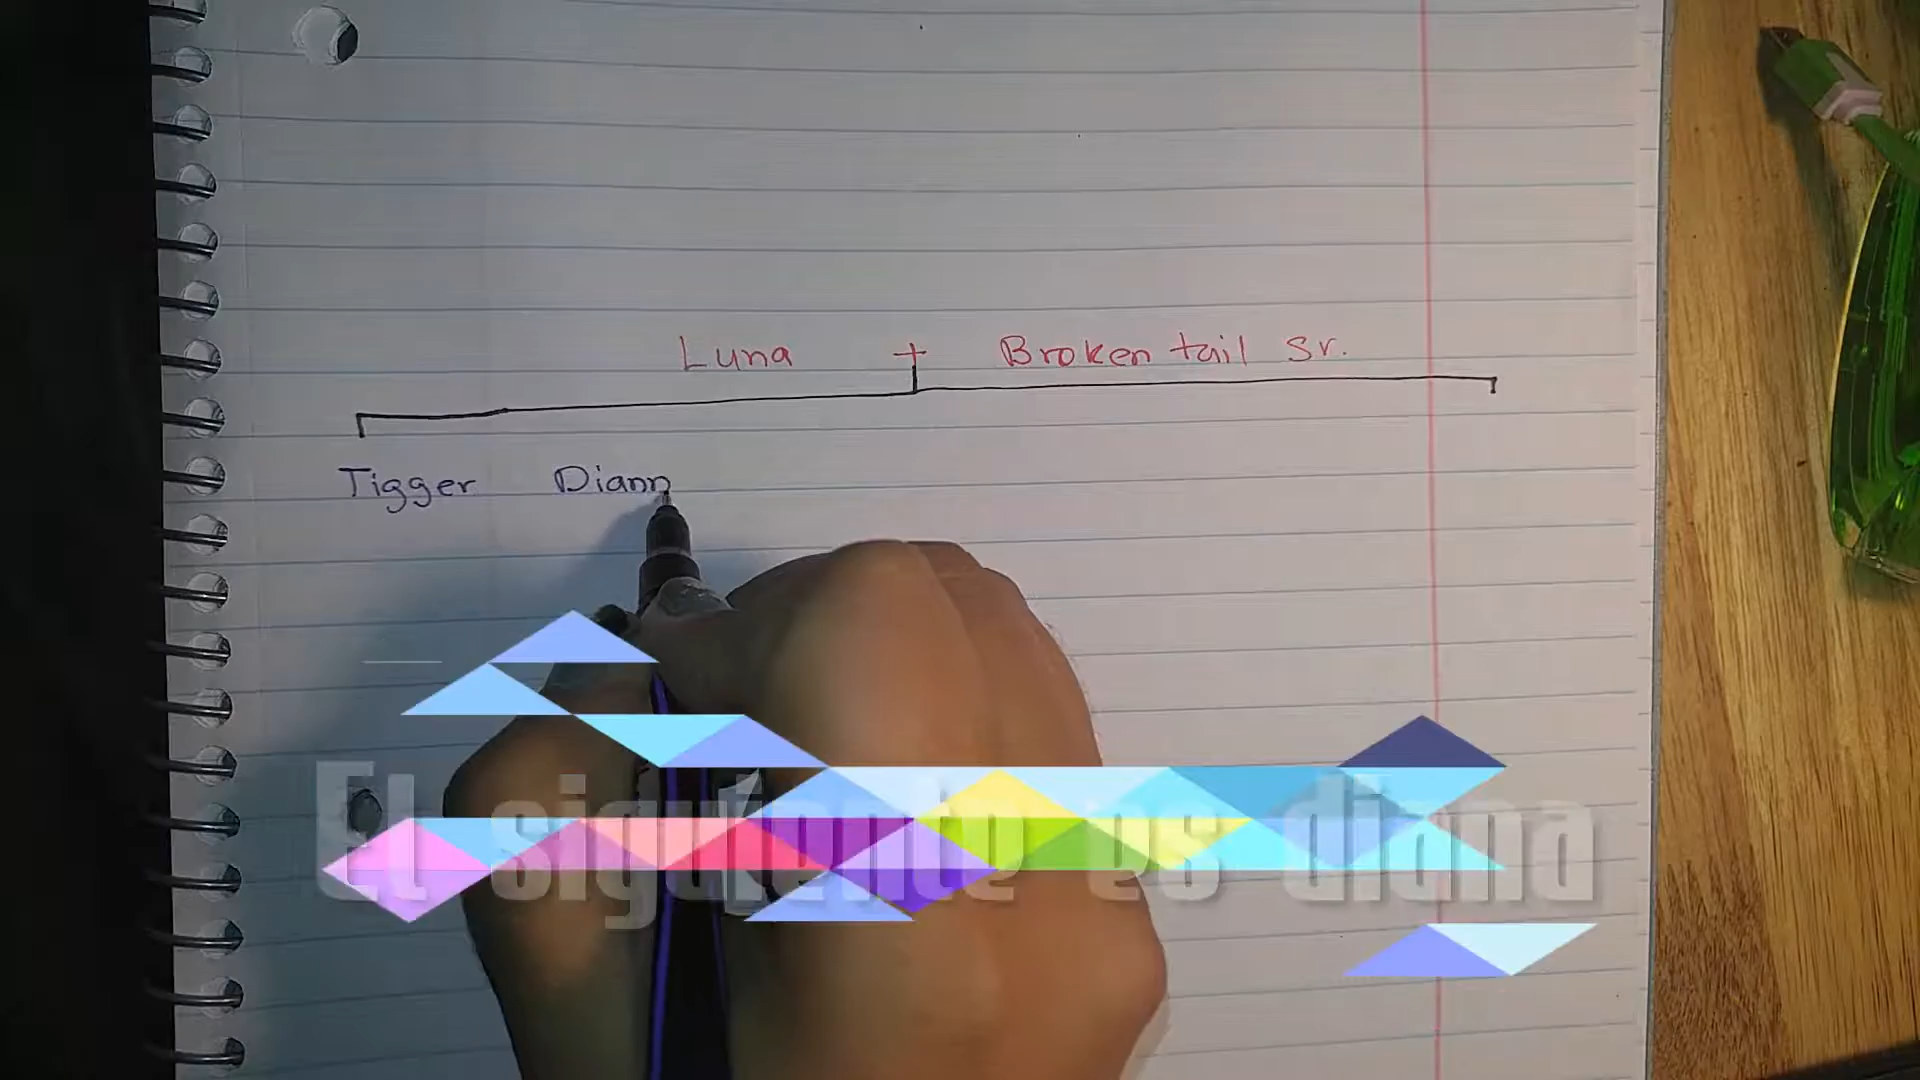 Luna + Broken tail Sr.
Tigger Diann
El siguiente es diana